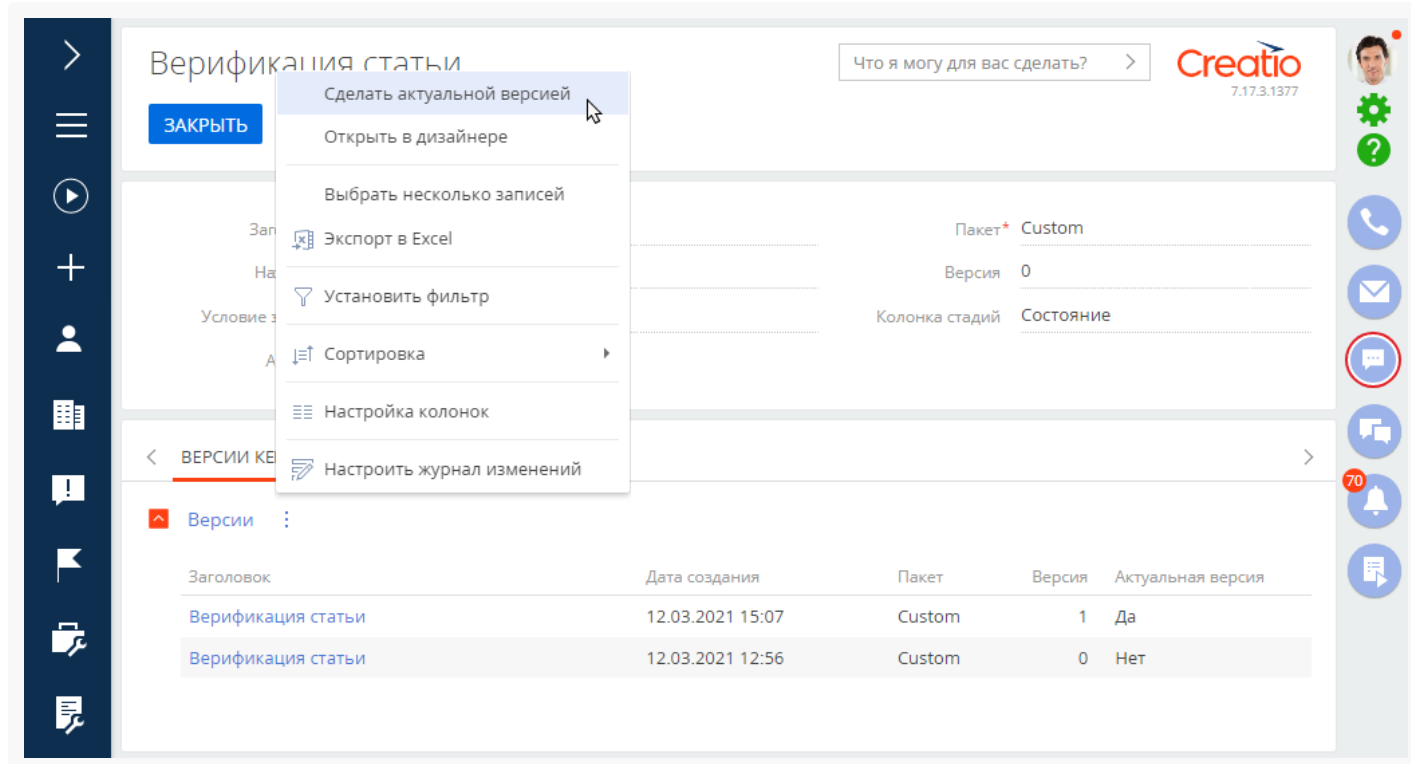 Верификация статьи
Что я могу для вас сделать?
Creatio
7.17.3.1377
ЗАКРЫТЬ
Сделать актуальной версией
Открыть в дизайнере
Выбрать несколько записей
Экспорт в Excel
Установить фильтр
Сортировка
Настройка колонок
Настроить журнал изменений
Пакет* Custom
Версия 0
Условие
Колонка стадий Состояние
ВЕРСИИ
70
Версии
Заголовок Дата создания Пакет Версия Актуальная версия
Верификация статьи 12.03.2021 15:07 Custom 1 Да
Верификация статьи 12.03.2021 12:56 Custom 0 Нет